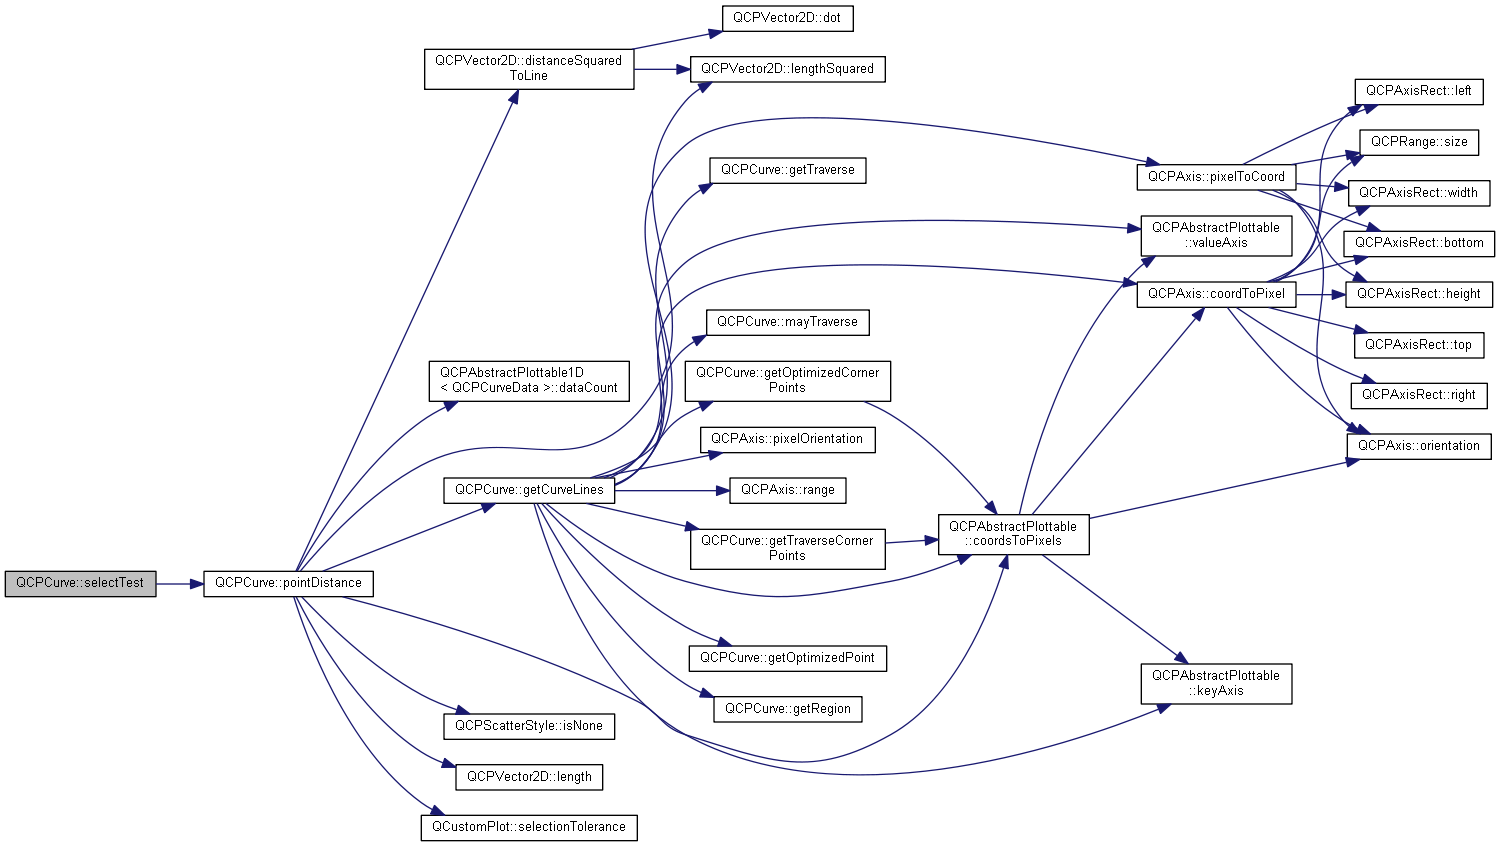 QCPCurve::selectTest
QCPCurve::pointDistance
QCPVector2D::distanceSquared
ToLine
QCPAbstractPlottable1D
< QCPCurveData >::dataCount
QCPCurve::getCurveLines
QCPScatterStyle::isNone
QCPVector2D::length
QCustomPlot::selectionTolerance
QCPVector2D::dot
QCPVector2D::lengthSquared
QCPCurve::getTraverse
QCPCurve::mayTraverse
QCPCurve::getOptimizedCorner
Points
QCPAxis::pixelOrientation
QCPAxis::range
QCPCurve::getTraverseCorner
Points
QCPCurve::getOptimizedPoint
QCPCurve::getRegion
QCPAbstractPlottable
::coordsToPixels
QCPAxis::pixelToCoord
QCPAbstractPlottable
::valueAxis
QCPAxis::coordToPixel
QCPAbstractPlottable
::keyAxis
QCPAxisRect::left
QCPRange::size
QCPAxisRect::width
QCPAxisRect::bottom
QCPAxisRect::height
QCPAxisRect::top
QCPAxisRect::right
QCPAxis::orientation